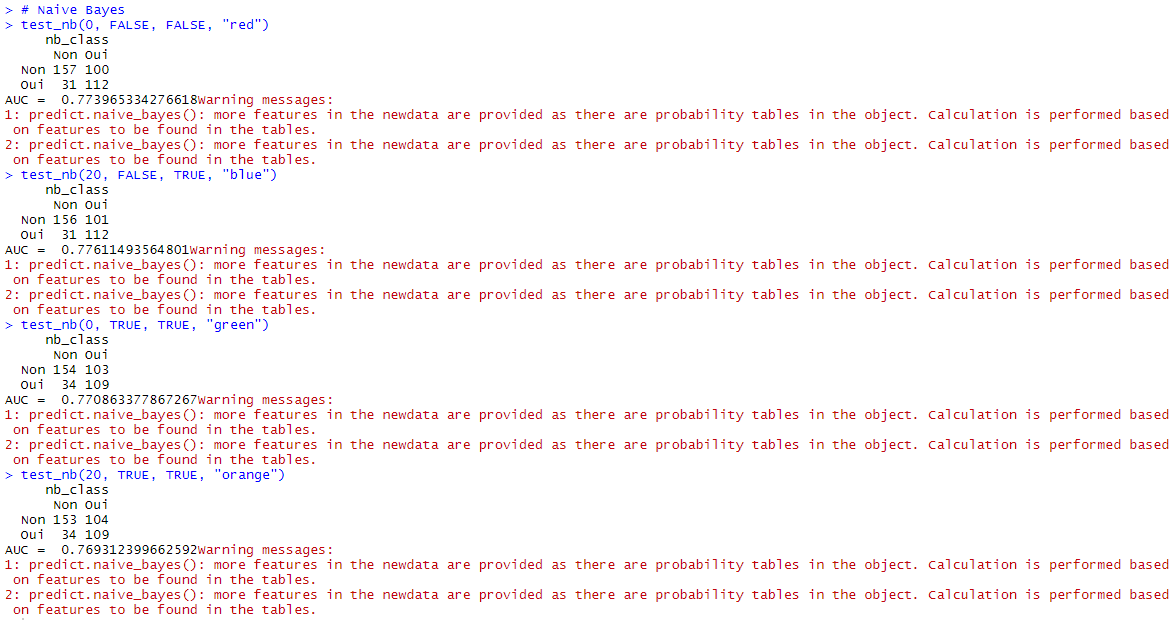 > # Naive Bayes
> test_nb(0, FALSE, FALSE, "red")
     nb_class
      Non Oui
  Non 157 100
  Oui  31 112
AUC =  0.773965334276618Warning messages:
1: predict.naive_bayes(): more features in the newdata are provided as there are probability tables in the object. Calculation is performed based
 on features to be found in the tables.
2: predict.naive_bayes(): more features in the newdata are provided as there are probability tables in the object. Calculation is performed based
 on features to be found in the tables.
> test_nb(20, FALSE, TRUE, "blue")
     nb_class
      Non Oui
  Non 156 101
  Oui  31 112
AUC =  0.77611493564801Warning messages:
1: predict.naive_bayes(): more features in the newdata are provided as there are probability tables in the object. Calculation is performed based
 on features to be found in the tables.
2: predict.naive_bayes(): more features in the newdata are provided as there are probability tables in the object. Calculation is performed based
 on features to be found in the tables.
> test_nb(0, TRUE, TRUE, "green")
     nb_class
      Non Oui
  Non 154 103
  Oui  34 109
AUC =  0.770863377867267Warning messages:
1: predict.naive_bayes(): more features in the newdata are provided as there are probability tables in the object. Calculation is performed based
 on features to be found in the tables.
2: predict.naive_bayes(): more features in the newdata are provided as there are probability tables in the object. Calculation is performed based
 on features to be found in the tables.
> test_nb(20, TRUE, TRUE, "orange")
     nb_class
      Non Oui
  Non 153 104
  Oui  34 109
AUC =  0.769312399662592Warning messages:
1: predict.naive_bayes(): more features in the newdata are provided as there are probability tables in the object. Calculation is performed based
 on features to be found in the tables.
2: predict.naive_bayes(): more features in the newdata are provided as there are probability tables in the object. Calculation is performed based
 on features to be found in the tables.